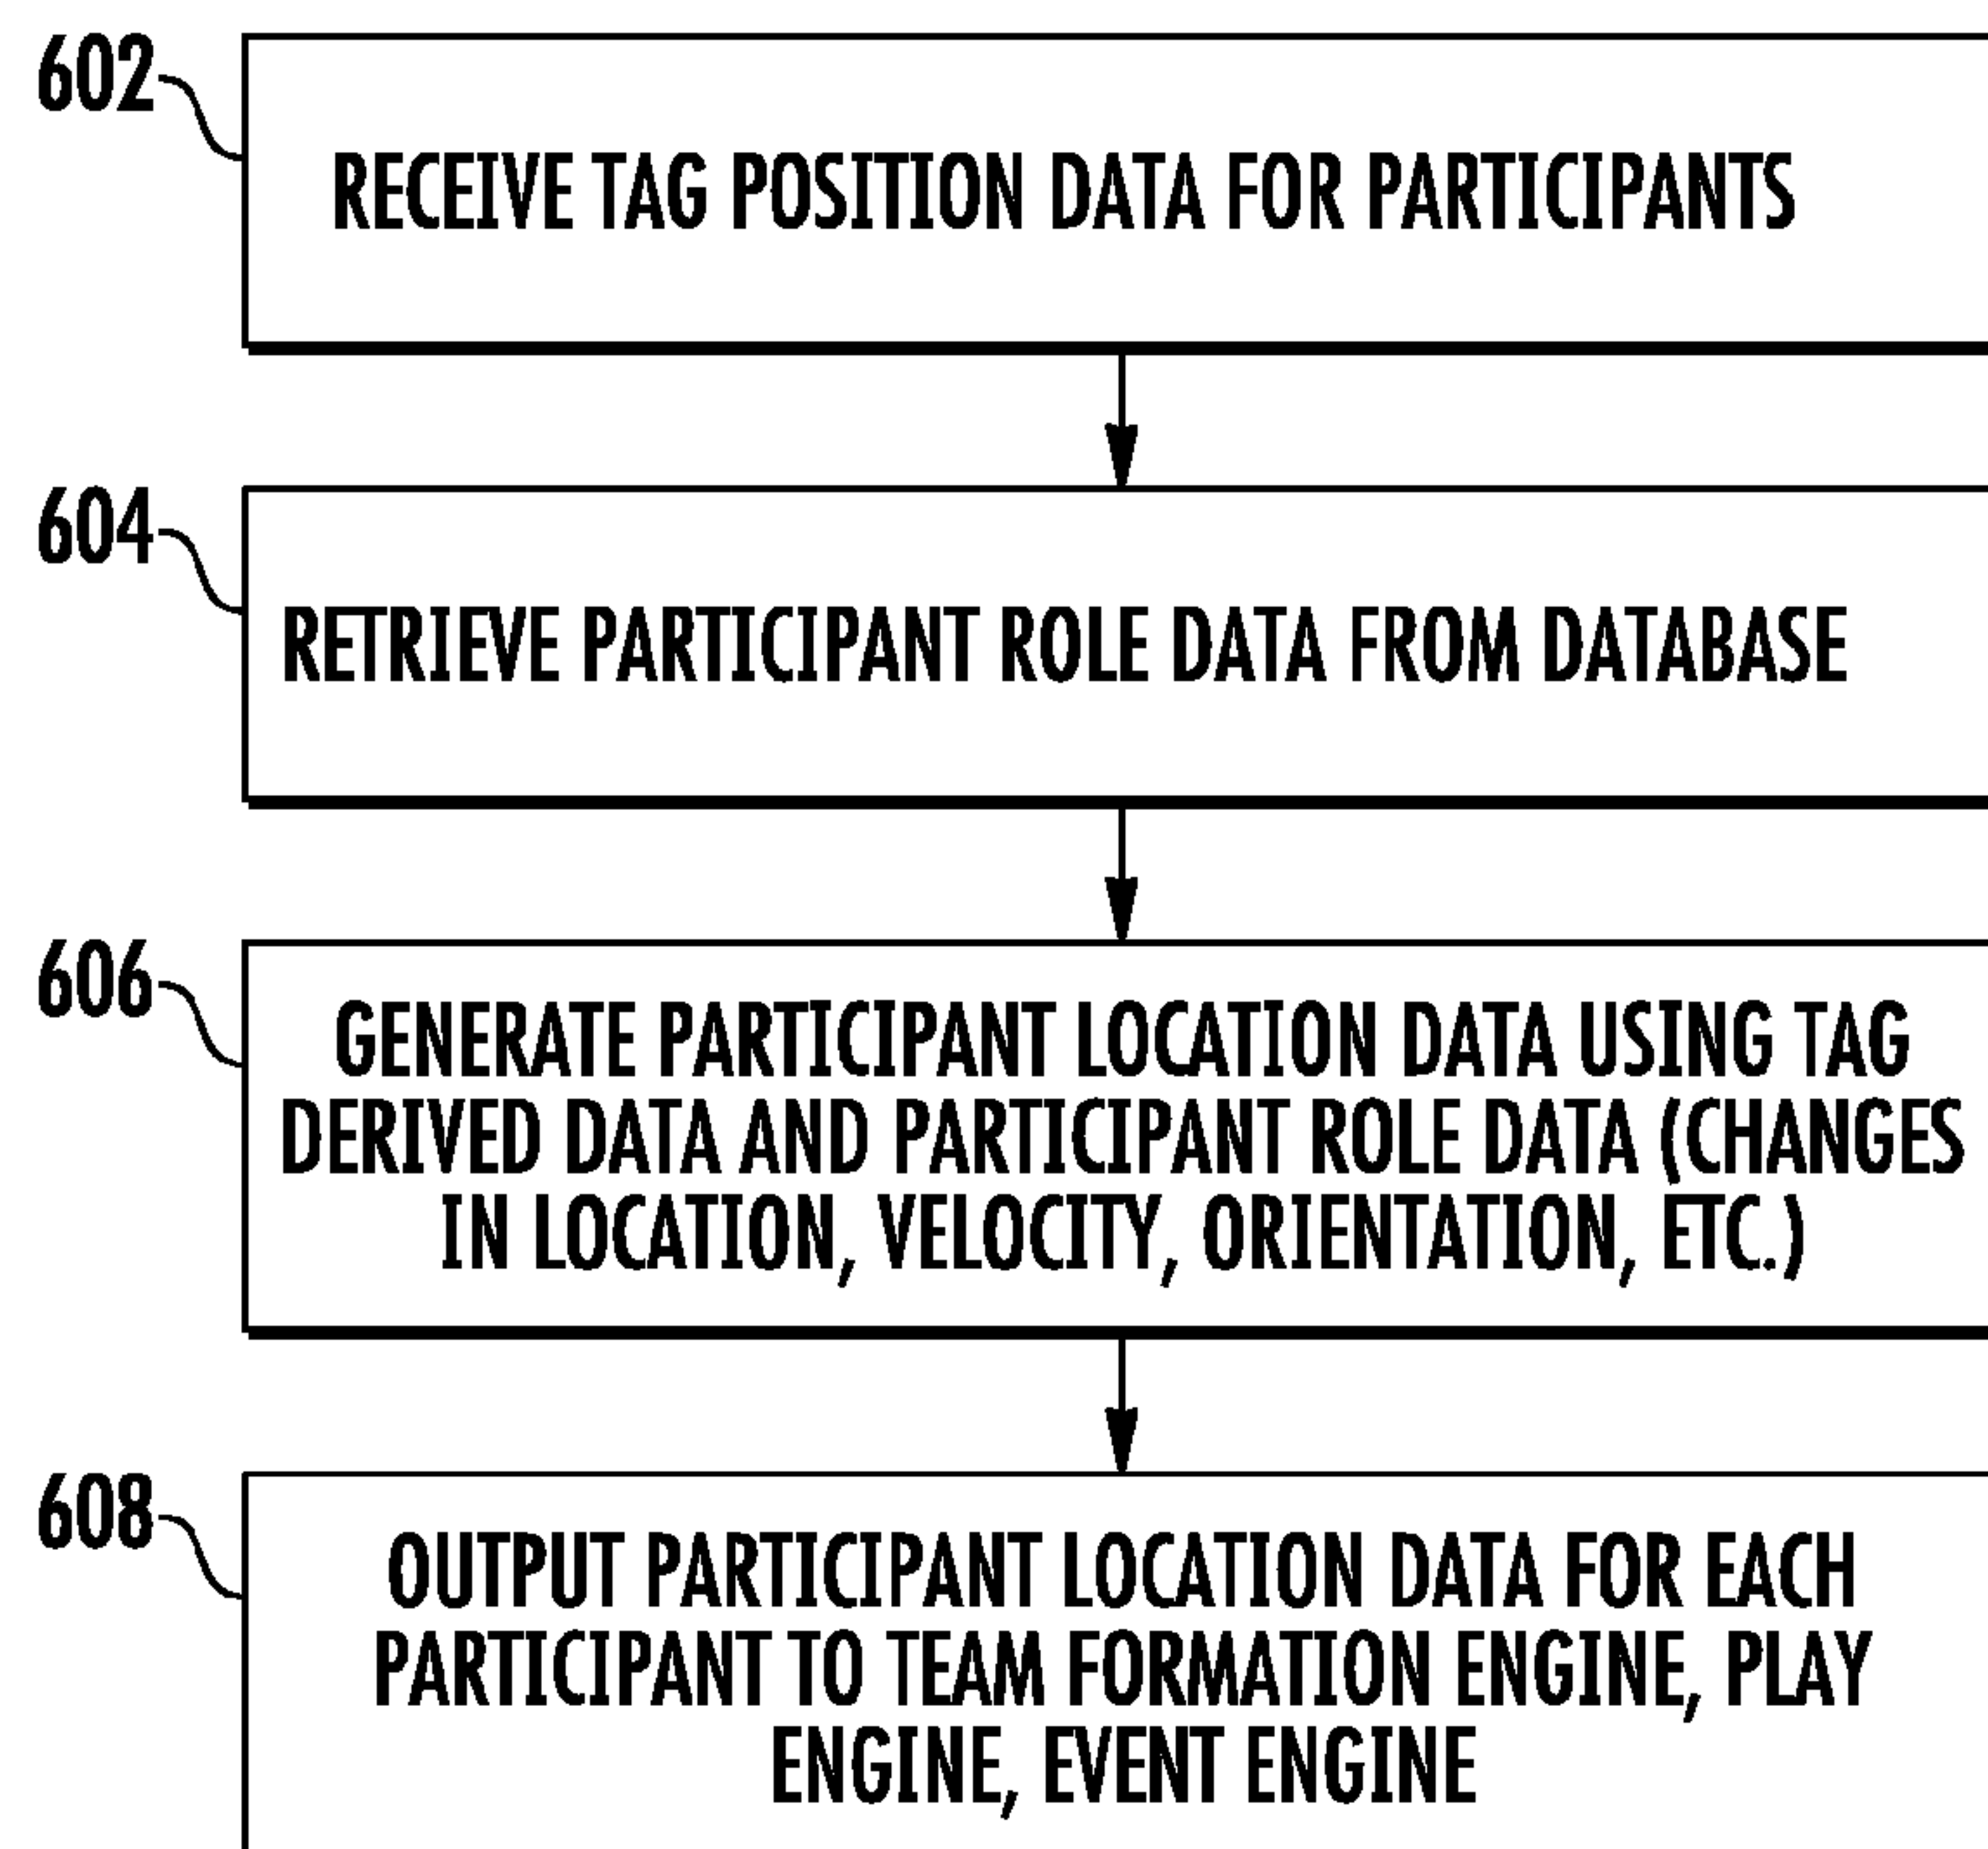 602
RECEIVE TAG POSITION DATA FOR PARTICIPANTS
604
RETRIEVE PARTICIPANT ROLE DATA FROM DATABASE
606
GENERATE PARTICIPANT LOCATION DATA USING TAG
DERIVED DATA AND PARTICIPANT ROLE DATA (CHANGES
IN LOCATION, VELOCITY, ORIENTATION, ETC.)
608
OUTPUT PARTICIPANT LOCATION DATA FOR EACH
PARTICIPANT TO TEAM FORMATION ENGINE, PLAY
ENGINE, EVENT ENGINE